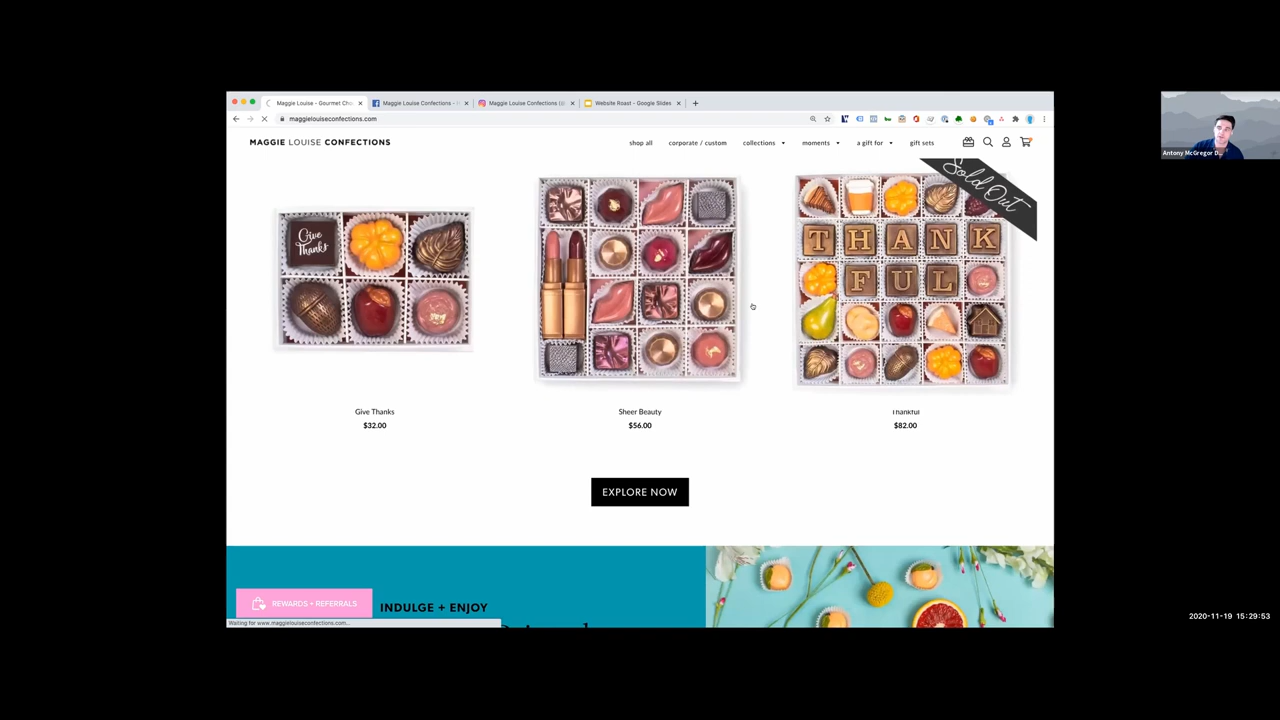 Maggie Louise - Gourmet Cho
Maggie Louise Confections -
Maggie Louise Confections (@
Website Roast - Google Slides
maggielouiseconfections.com
MAGGIE LOUISE CONFECTIONS
shop all
corporate / custom
collections
moments
a gift for
gift sets
Sold Out
Give Thanks
THANK
FUL
Give Thanks
Sheer Beauty
Thankful
$32.00
$56.00
$82.00
EXPLORE NOW
REWARDS + REFERRALS
INDULGE + ENJOY
Waiting for www.maggielouiseconfections.com...
Antony McGregor D...
2020-11-19 15:29:53